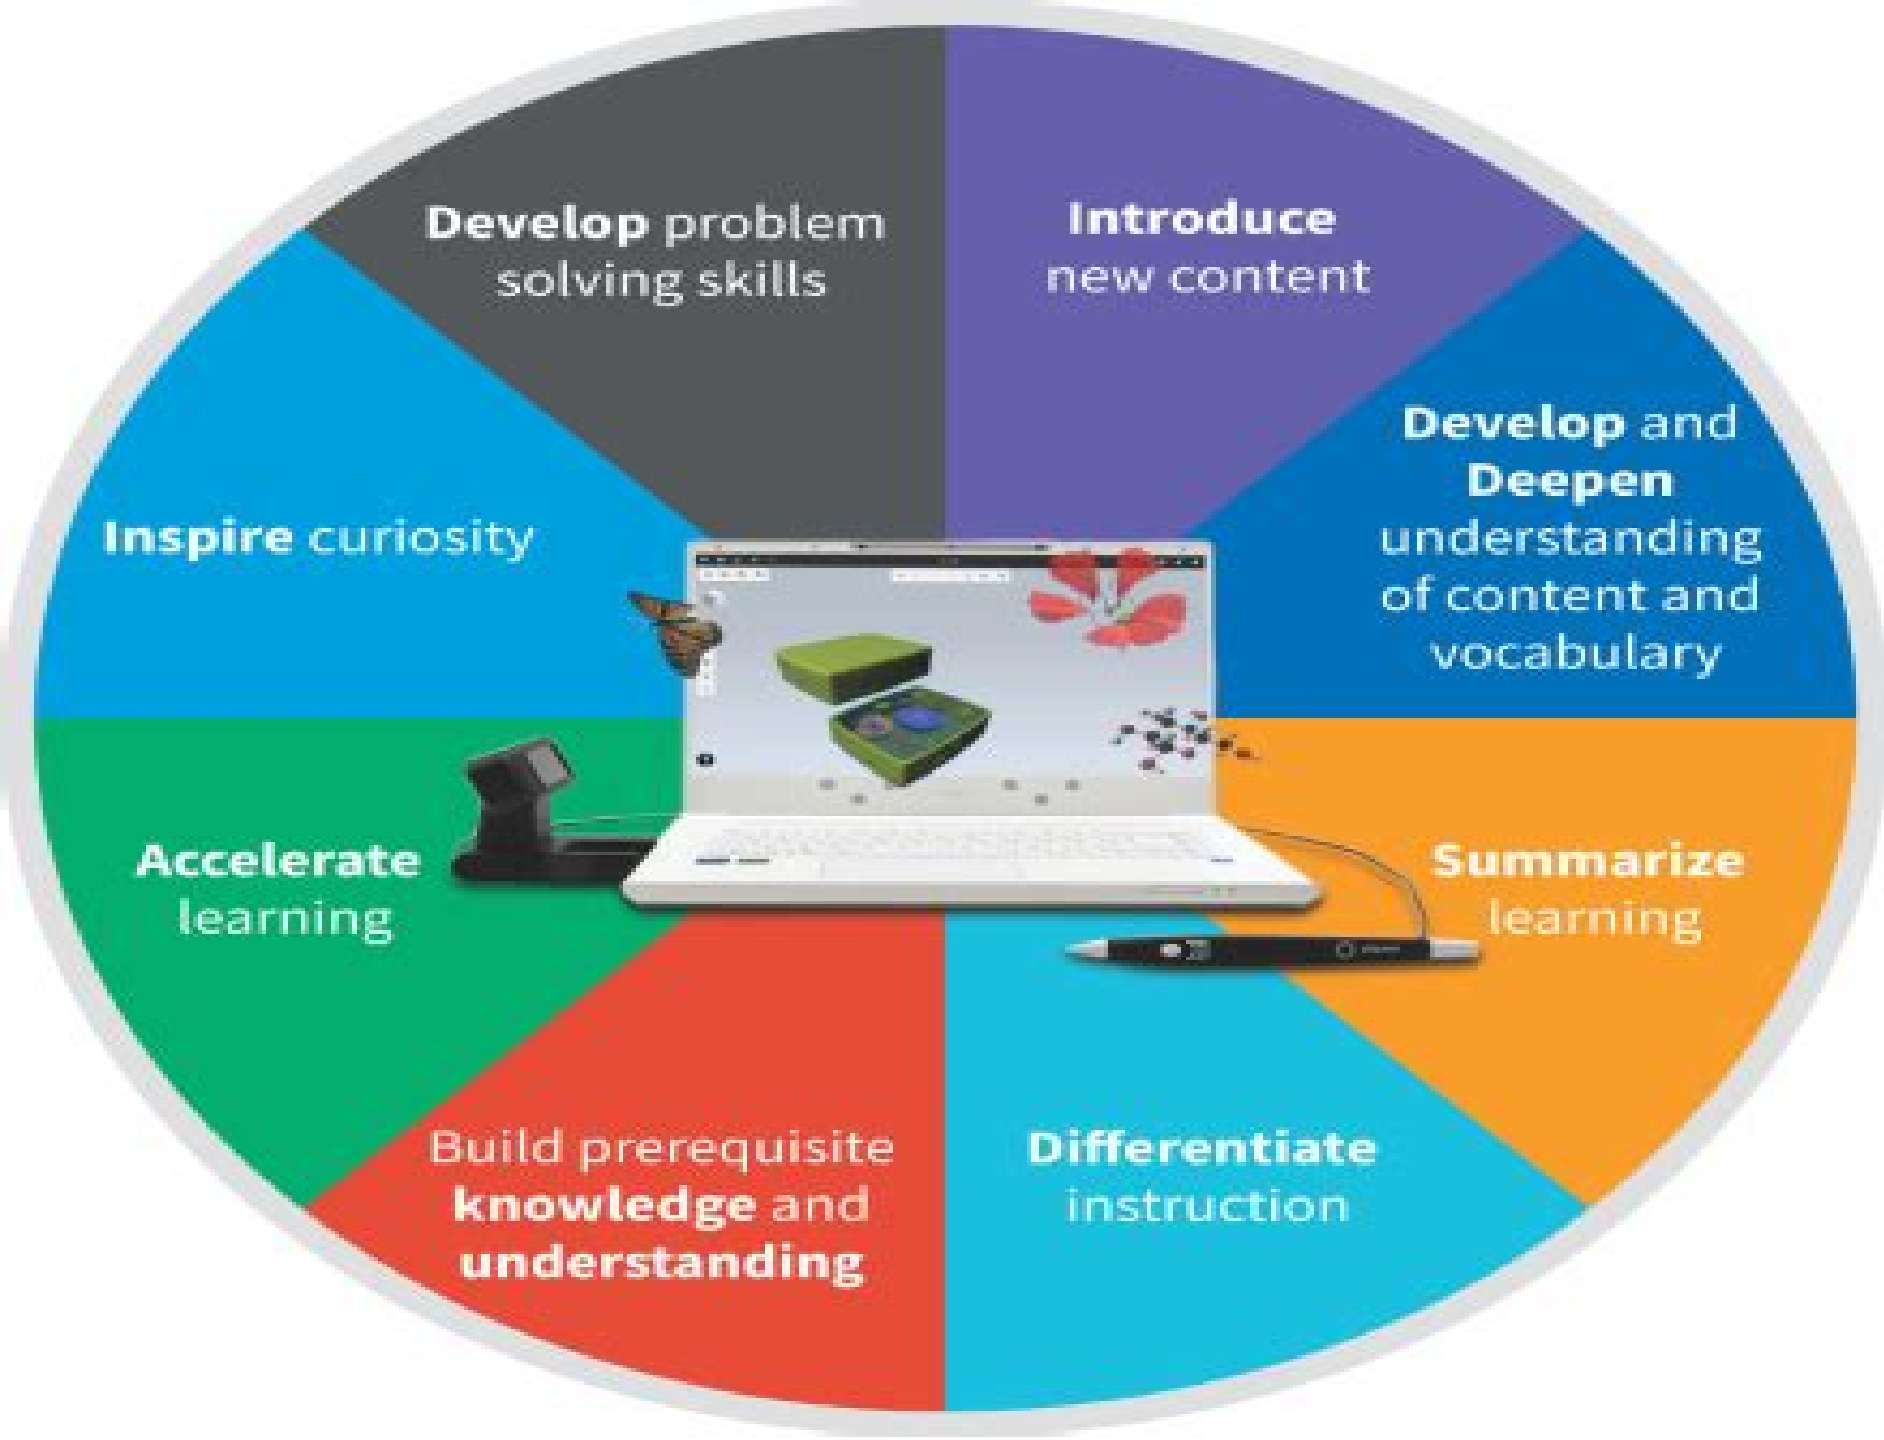 Develop problem
solving skills
Introduce
new content
Develop and
Deepen
understanding
of content and
vocabulary
Summarize
learning
Differentiate
instruction
Build prerequisite
knowledge and
understanding
Accelerate
learning
Inspire curiosity